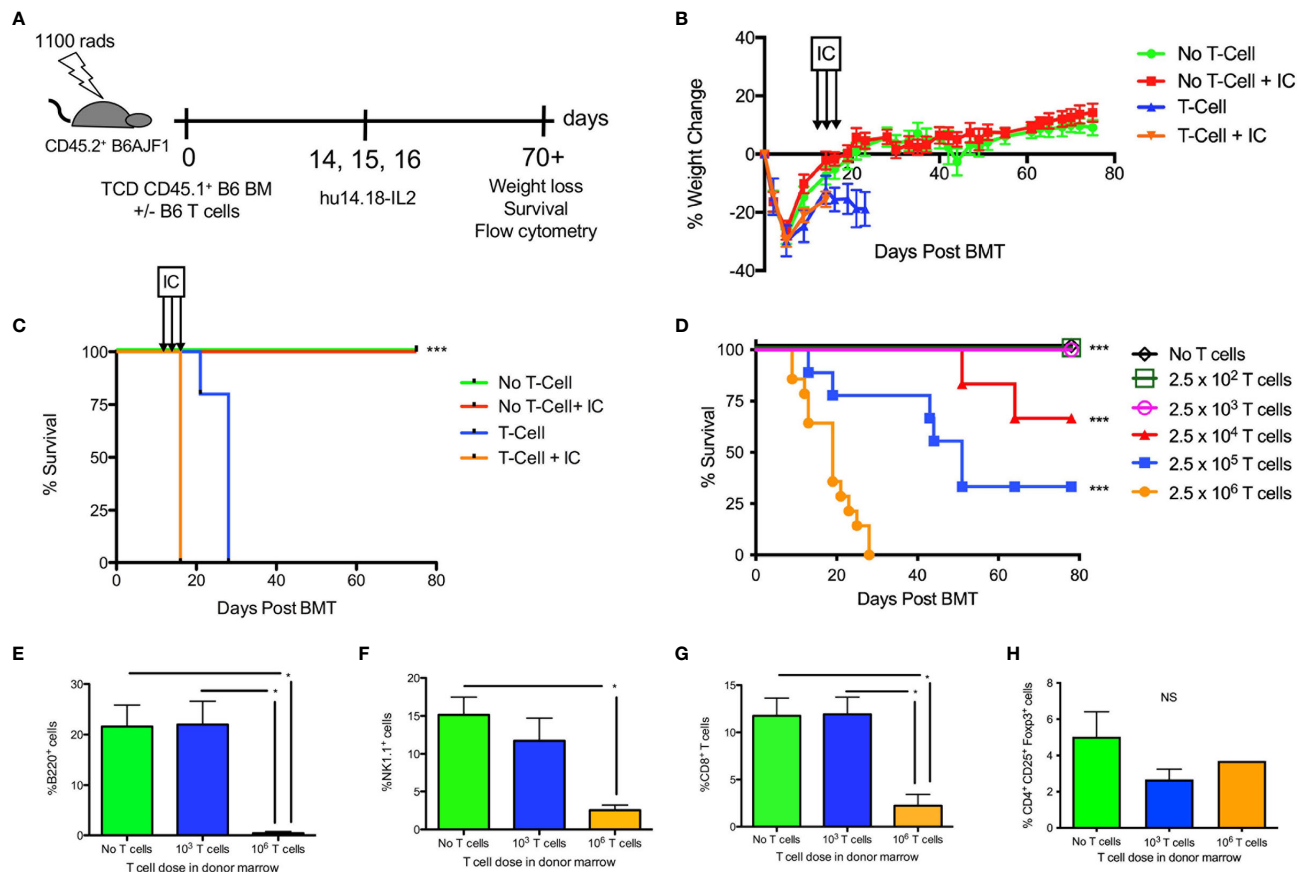 A
1100 rads
CD45.2⁺ B6AJF1
0
14, 15, 16
70+
days
TCD CD45.1⁺ B6 BM
+/- B6 T cells
hu14.18-IL2
Weight loss
Survival
Flow cytometry
B
IC
% Weight Change
40
20
0
-20
-40
20
40
60
80
Days Post BMT
No T-Cell
No T-Cell + IC
T-Cell
T-Cell + IC
C
IC
% Survival
100
75
50
25
0
0
20
40
60
80
Days Post BMT
***
No T-Cell
No T-Cell+ IC
T-Cell
T-Cell + IC
D
% Survival
100
75
50
25
0
0
20
40
60
80
Days Post BMT
***
***
***
No T cells
2.5 x 10² T cells
2.5 x 10³ T cells
2.5 x 10⁴ T cells
2.5 x 10⁵ T cells
2.5 x 10⁶ T cells
E
%B220⁺ cells
30
20
10
0
*
*
No T cells
10³ T cells
10⁶ T cells
T cell dose in donor marrow
F
%NK1.1⁺ cells
20
15
10
5
0
*
No T cells
10³ T cells
10⁶ T cells
T cell dose in donor marrow
G
%CD8⁺ T cells
15
10
5
0
*
*
No T cells
10³ T cells
10⁶ T cells
T cell dose in donor marrow
H
% CD4⁺ CD25⁺ Foxp3⁺ cells
8
6
4
2
0
NS
No T cells
10³ T cells
10⁶ T cells
T cell dose in donor marrow